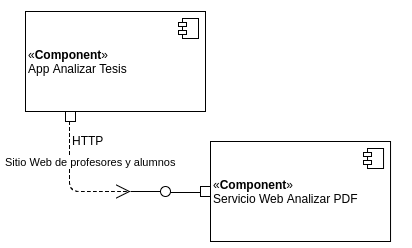 «Component»
App Analizar Tesis
HTTP
Sitio Web de profesores y alumnos
«Component»
Servicio Web Analizar PDF